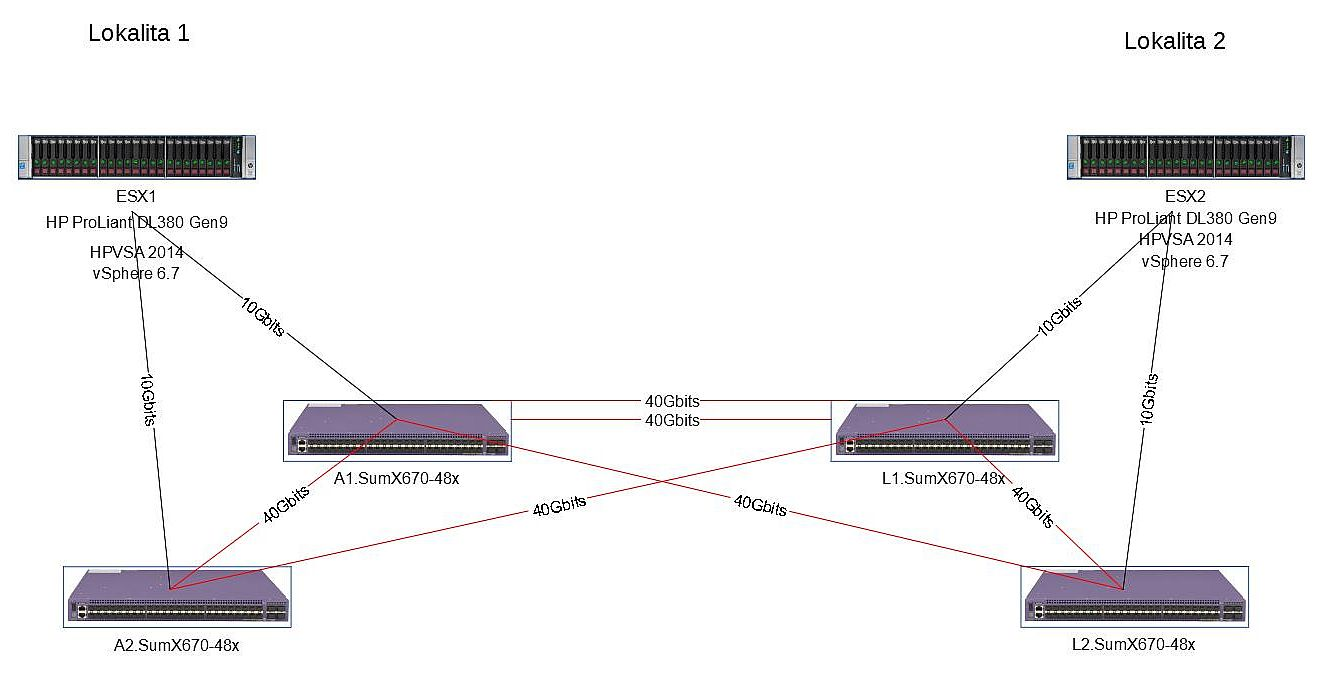 Lokalita 1
Lokalita 2
ESX1
HP ProLiant DL380 Gen9
HPVSA 2014
vSphere 6.7
ESX2
HP ProLiant DL380 Gen9
HPVSA 2014
vSphere 6.7
10Gbits
10Gbits
10Gbits
10Gbits
40Gbits
40Gbits
A1.SumX670-48x
L1.SumX670-48x
40Gbits
40Gbits
40Gbits
40Gbits
A2.SumX670-48x
L2.SumX670-48x